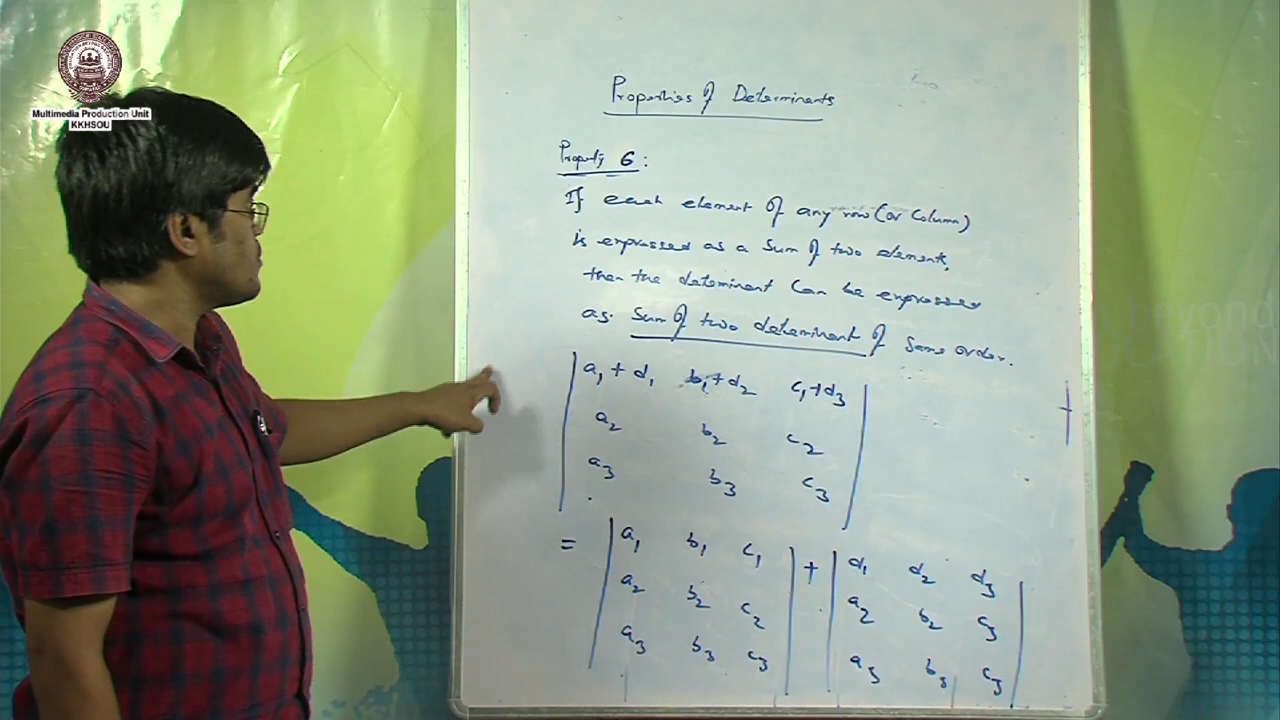 Multimedia Production Unit
KKHSOU
Properties of Determinants
Property 6:
If each element of any row (or Column)
is expressed as a sum of two elements,
then the determinant can be expressed
as sum of two determinant of same order.
| a₁ + d₁ b₁ + d₂ c₁ + d₃ |
| a₂ b₂ c₂ |
| a₃ b₃ c₃ |
= | a₁ b₁ c₁ | + | d₁ d₂ d₃ |
| a₂ b₂ c₂ | | a₂ b₂ c₃ |
| a₃ b₃ c₃ | | a₃ b₃ c₃ |
beyond